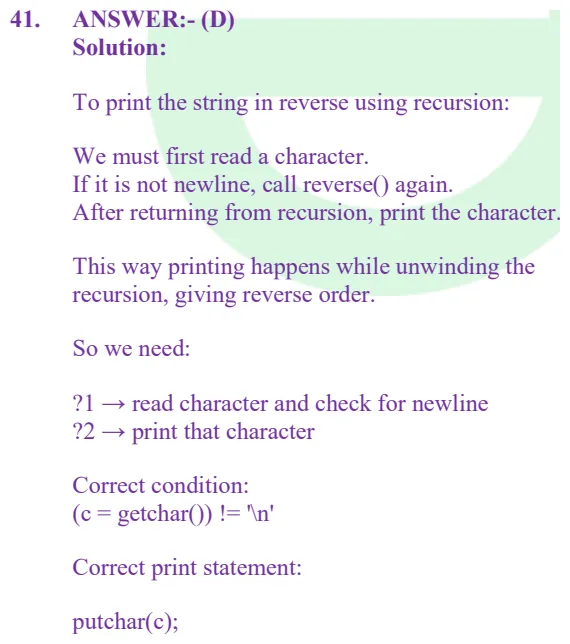 41. ANSWER:- (D)
Solution:
To print the string in reverse using recursion:
We must first read a character.
If it is not newline, call reverse() again.
After returning from recursion, print the character.
This way printing happens while unwinding the
recursion, giving reverse order.
So we need:
?1 → read character and check for newline
?2 → print that character
Correct condition:
(c = getchar()) != '\n'
Correct print statement:
putchar(c);